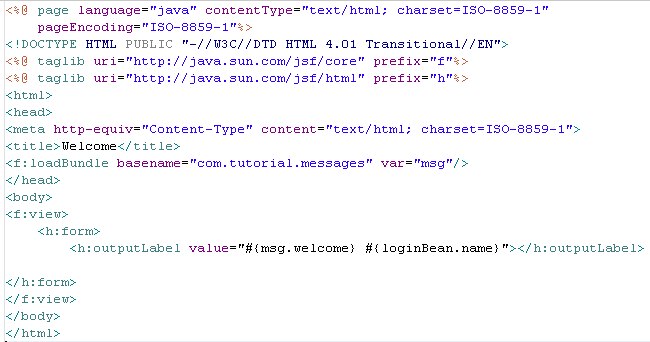 <%@ page language="java" contentType="text/html; charset=ISO-8859-1"
    pageEncoding="ISO-8859-1"%>
<!DOCTYPE HTML PUBLIC "-//W3C//DTD HTML 4.01 Transitional//EN">
<%@ taglib uri="http://java.sun.com/jsf/core" prefix="f"%>
<%@ taglib uri="http://java.sun.com/jsf/html" prefix="h"%>
<html>
<head>
<meta http-equiv="Content-Type" content="text/html; charset=ISO-8859-1">
<title>Welcome</title>
<f:loadBundle basename="com.tutorial.messages" var="msg"/>
</head>
<body>
<f:view>
    <h:form>
        <h:outputLabel value="#{msg.welcome} #{loginBean.name}"></h:outputLabel>
</h:form>
</f:view>
</body>
</html>